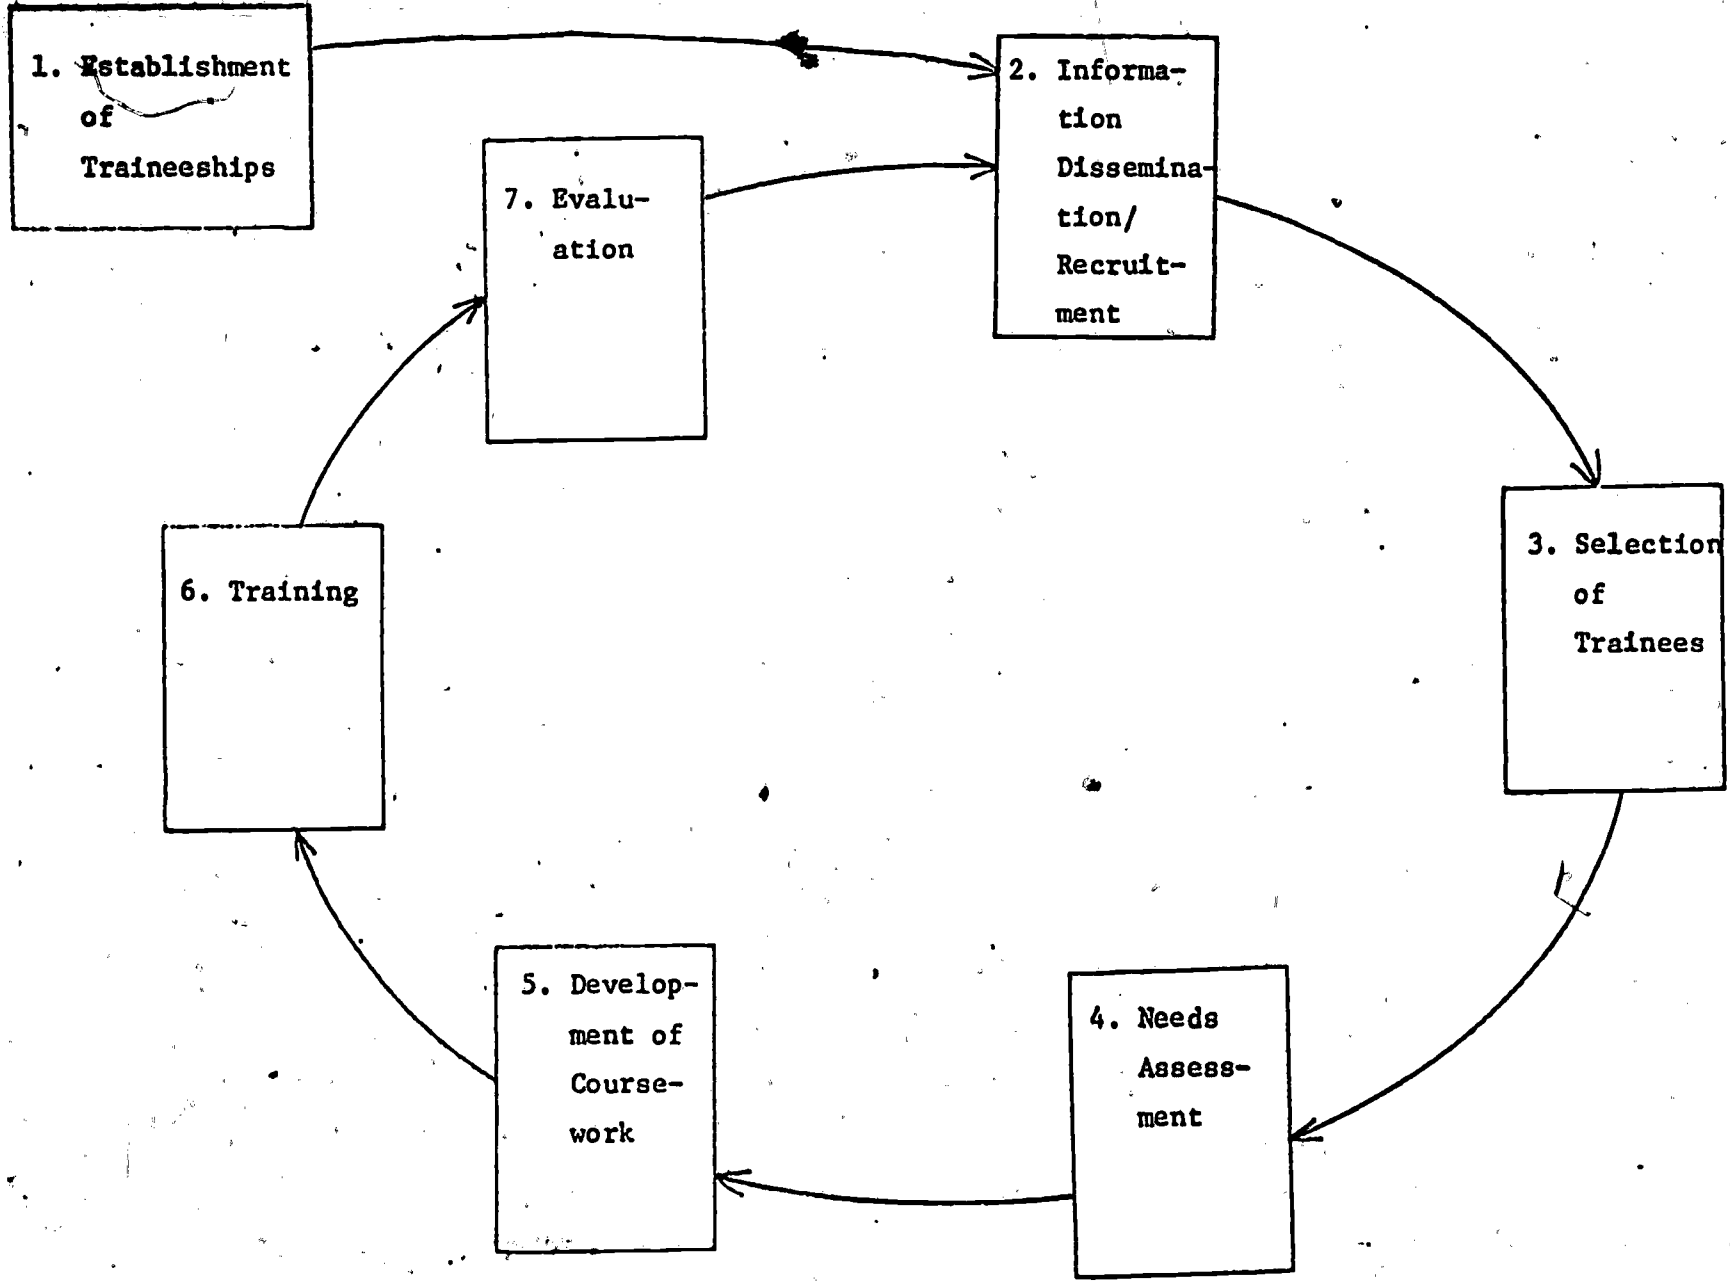 1. Establishment
of
Traineeships
2. Informa-
tion
Dissemina-
tion/
Recruit-
ment
7. Evalu-
ation
3. Selection
of
Trainees
6. Training
5. Develop-
ment of
Course-
work
4. Needs
Assess-
ment